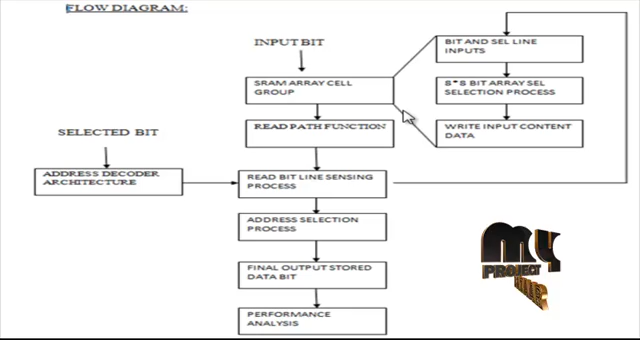 FLOW DIAGRAM:
INPUT BIT
SRAM ARRAY CELL
GROUP
READ PATH FUNCTION
BIT AND SEL LINE
INPUTS
8*8 BIT ARRAY SEL
SELECTION PROCESS
WRITE INPUT CONTENT
DATA
SELECTED BIT
ADDRESS DECODER
ARCHITECTURE
READ BIT LINE SENSING
PROCESS
ADDRESS SELECTION
PROCESS
FINAL OUTPUT STORED
DATA BIT
PERFORMANCE
ANALYSIS
MY
PROJECT